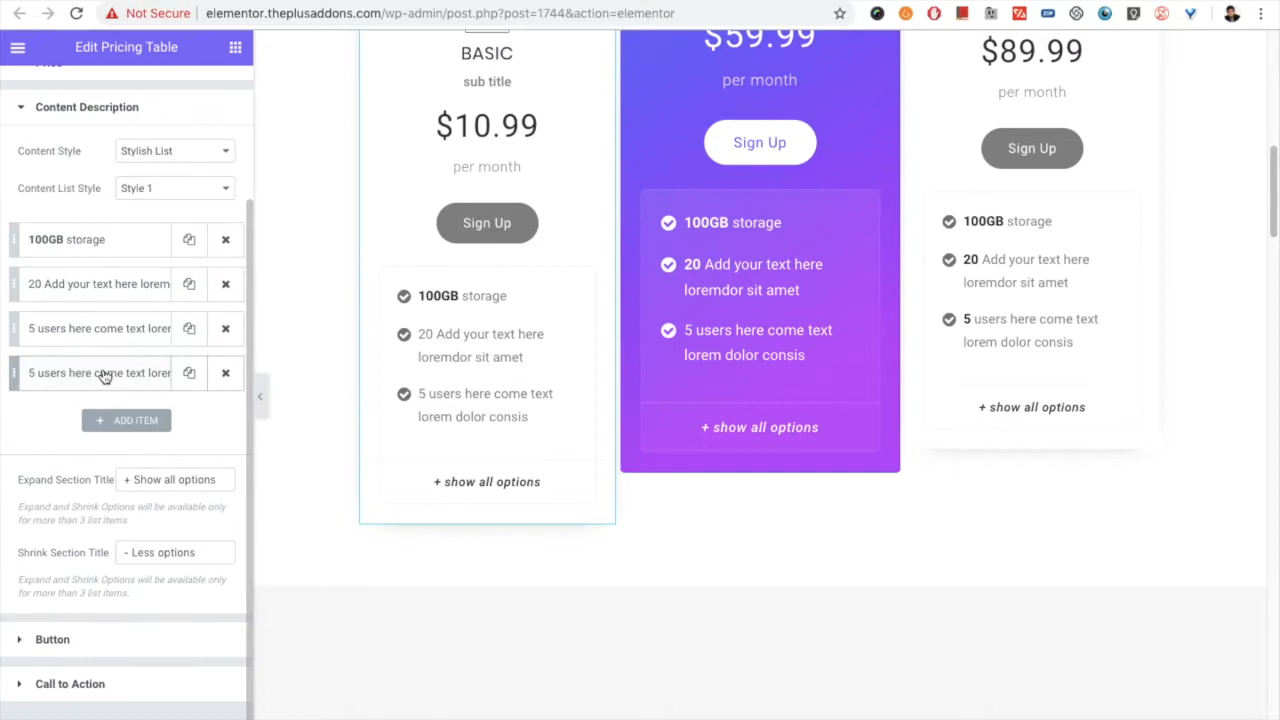 Not Secure
elementor.theplusaddons.com/wp-admin/post.php?post=1744&action=elementor
Edit Pricing Table
Content Description
Content Style
Stylish List
Content List Style
Style 1
100GB storage
20 Add your text here lorem
5 users here come text lorer
5 users here come text lorer
+ ADD ITEM
Expand Section Title
+ Show all options
Expand and Shrink Options will be available only
for more than 3 list items
Shrink Section Title
- Less options
Expand and Shrink Options will be available only
for more than 3 list items.
Button
Call to Action
BASIC
sub title
$10.99
per month
Sign Up
100GB storage
20 Add your text here
loremdor sit amet
5 users here come text
lorem dolor consis
+ show all options
$59.99
per month
Sign Up
100GB storage
20 Add your text here
loremdor sit amet
5 users here come text
lorem dolor consis
+ show all options
$89.99
per month
Sign Up
100GB storage
20 Add your text here
loremdor sit amet
5 users here come text
lorem dolor consis
+ show all options